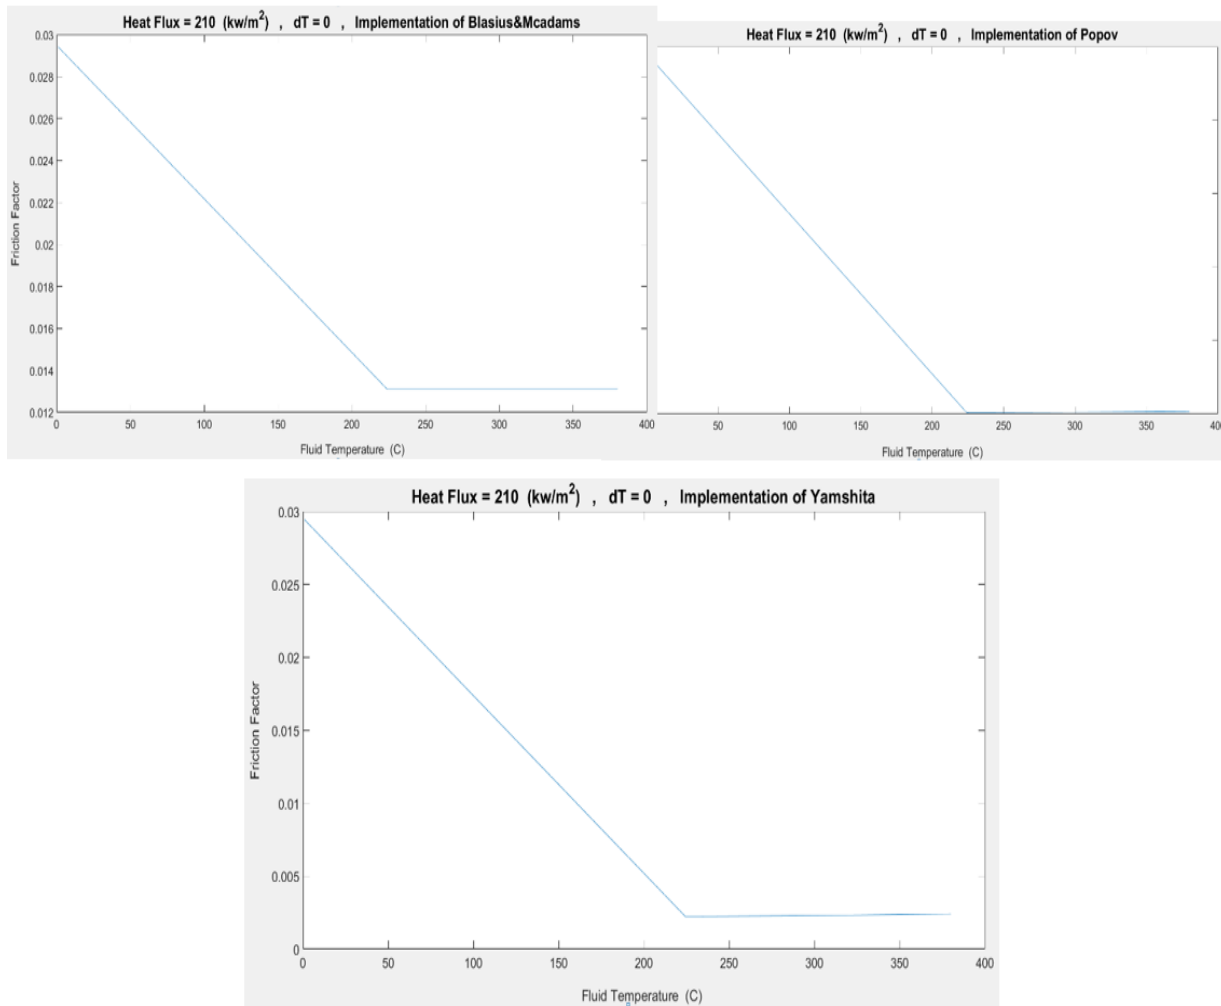 Heat Flux = 210 (kw/m2) , dT = 0 , Implementation of Blasius&Mcadams
0.03
0.028
0.026
0.024
0.022
0.02
0.018
0.016
0.014
0.012
Friction Factor
0 50 100 150 200 250 300 350 400
Fluid Temperature (C)
Heat Flux = 210 (kw/m2) , dT = 0 , Implementation of Popov
50 100 150 200 250 300 350 400
Fluid Temperature (C)
Heat Flux = 210 (kw/m2) , dT = 0 , Implementation of Yamshita
0.03
0.025
0.02
0.015
0.01
0.005
0
Friction Factor
0 50 100 150 200 250 300 350 400
Fluid Temperature (C)